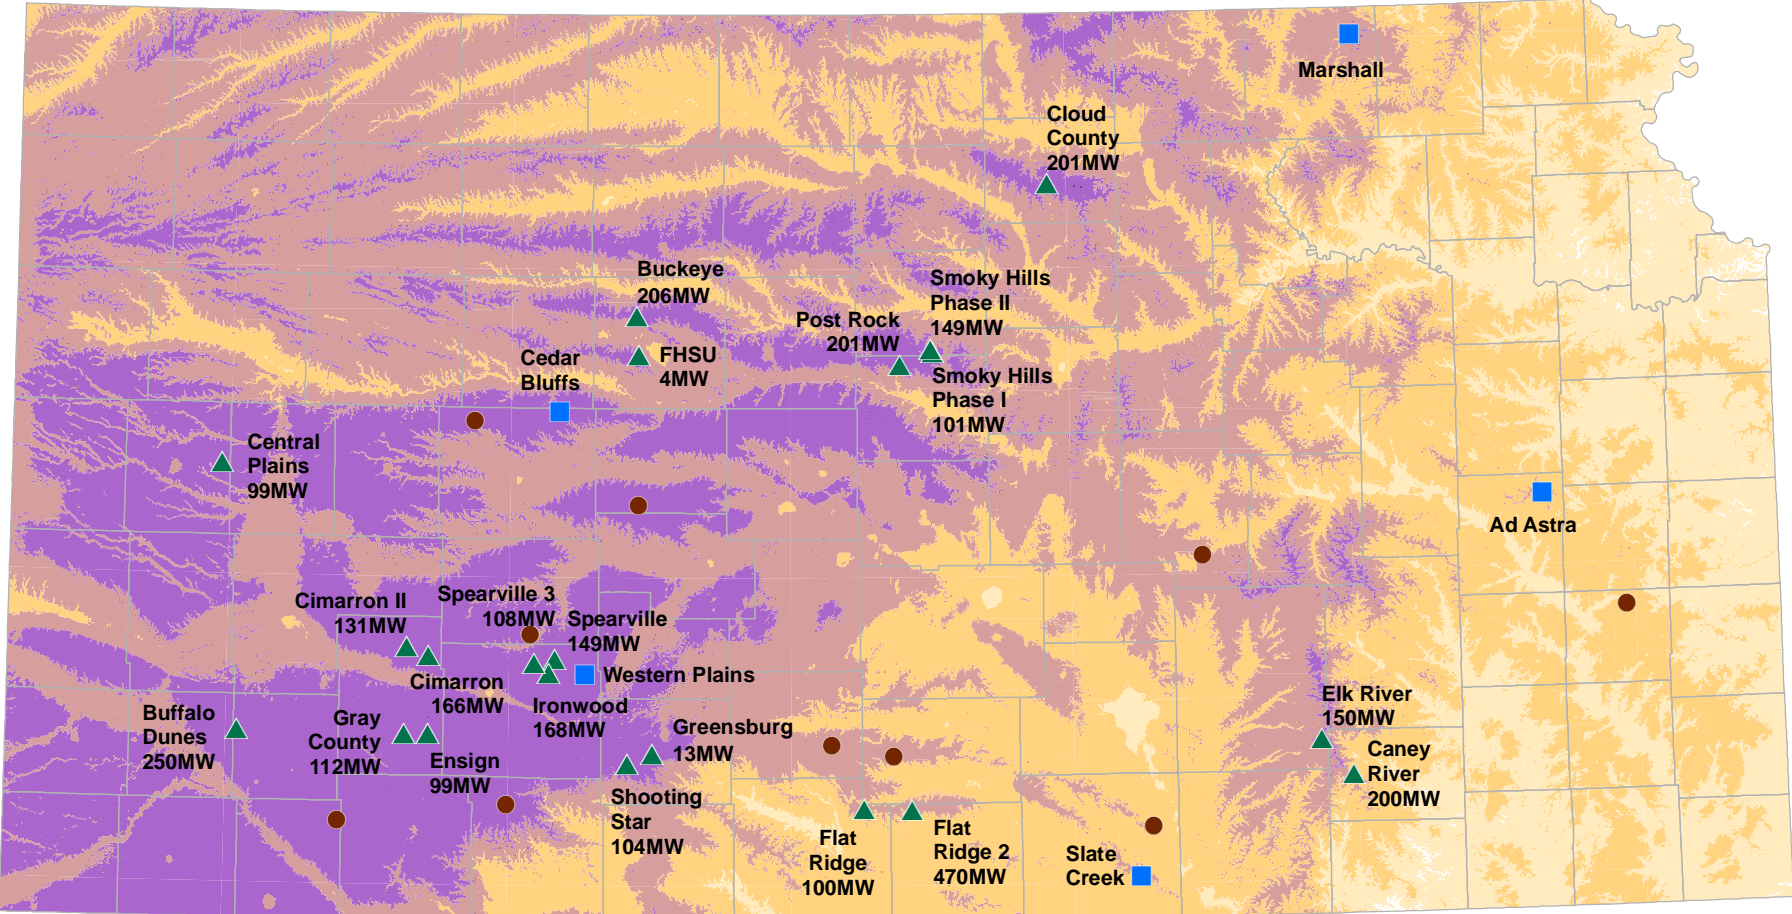 Marshall
Cloud
County
201MW
Buckeye
206MW
Smoky Hills
Phase II
149MW
Post Rock
201MW
FHSU
4MW
Cedar
Bluffs
Smoky Hills
Phase I
101MW
Central
Plains
99MW
Ad Astra
Cimarron II
131MW
Spearville 3
108MW
Spearville
149MW
Western Plains
Cimarron
166MW
Ironwood
168MW
Elk River
150MW
Buffalo
Dunes
250MW
Gray
County
112MW
Ensign
99MW
Greensburg
13MW
Caney
River
200MW
Shooting
Star
104MW
Flat
Ridge
100MW
Flat
Ridge 2
470MW
Slate
Creek